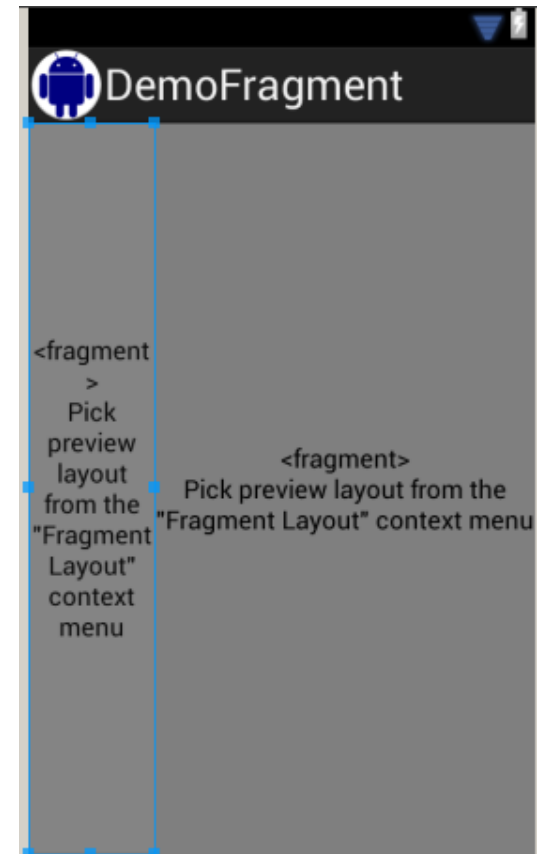 DemoFragment
<fragment
>
Pick
preview
layout
from the
"Fragment
Layout"
context
menu
<fragment>
Pick preview layout from the
"Fragment Layout" context menu